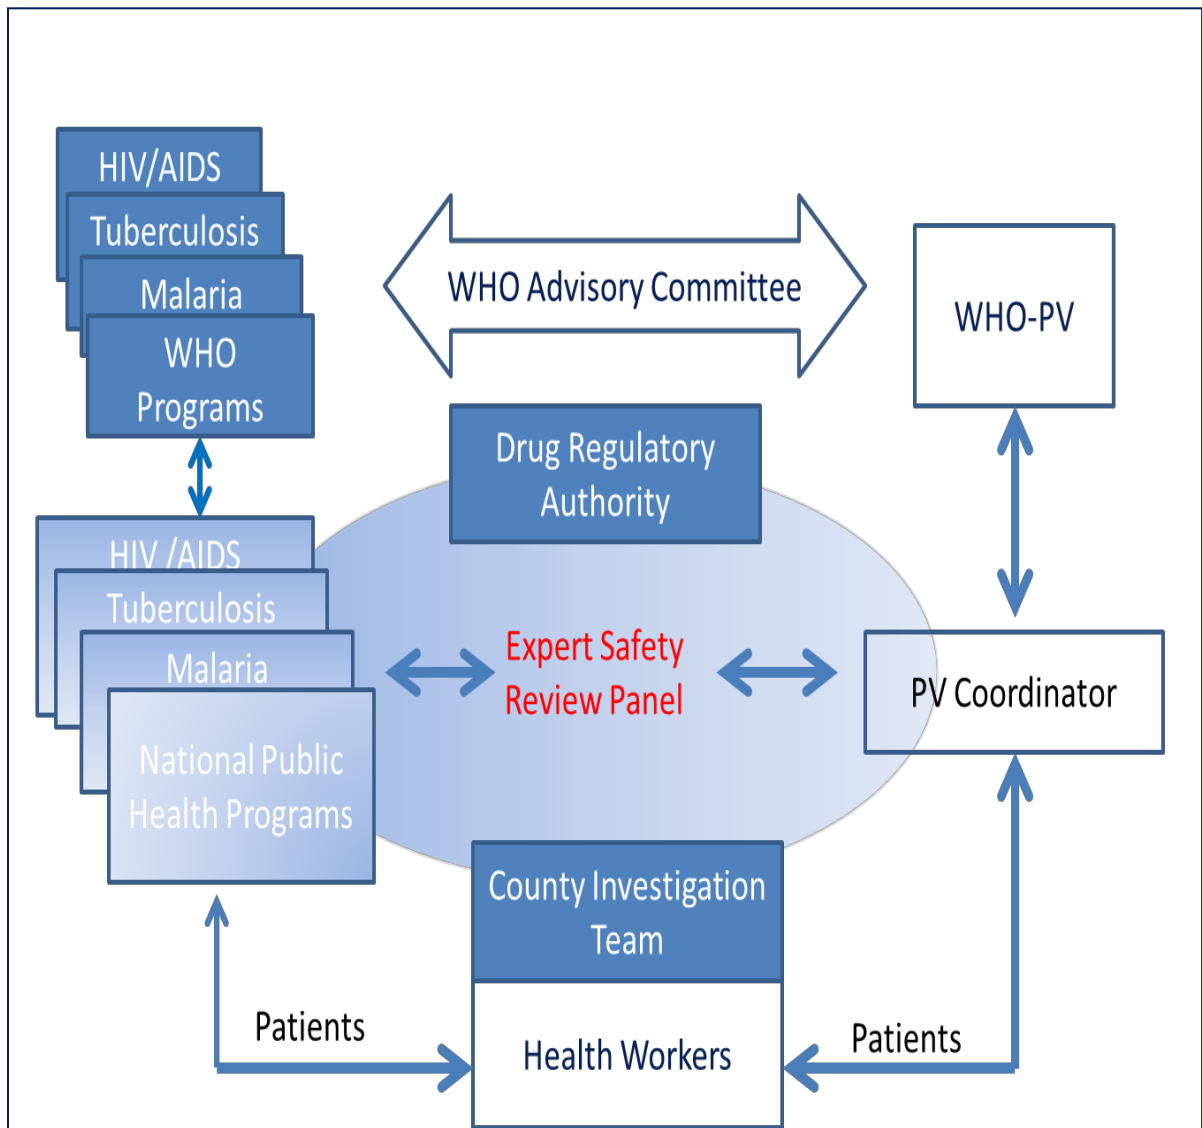 HIV/AIDS
Tuberculosis
Malaria
WHO
Programs
WHO Advisory Committee
WHO-PV
Drug Regulatory
Authority
HIV /AIDS
Tuberculosis
Malaria
National Public
Health Programs
Expert Safety
Review Panel
PV Coordinator
County Investigation
Team
Health Workers
Patients
Patients